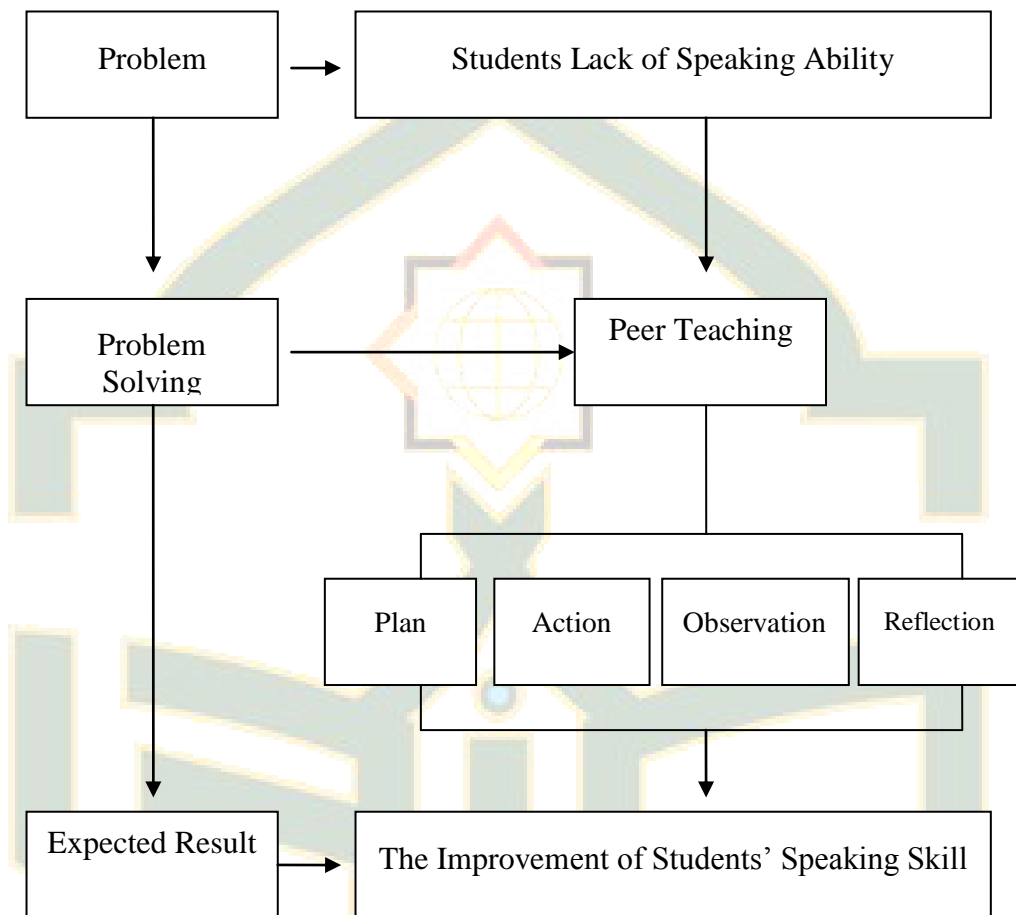 Problem
Students Lack of Speaking Ability
Problem
Solving
Peer Teaching
Plan
Action
Observation
Reflection
Expected Result
The Improvement of Students’ Speaking Skill